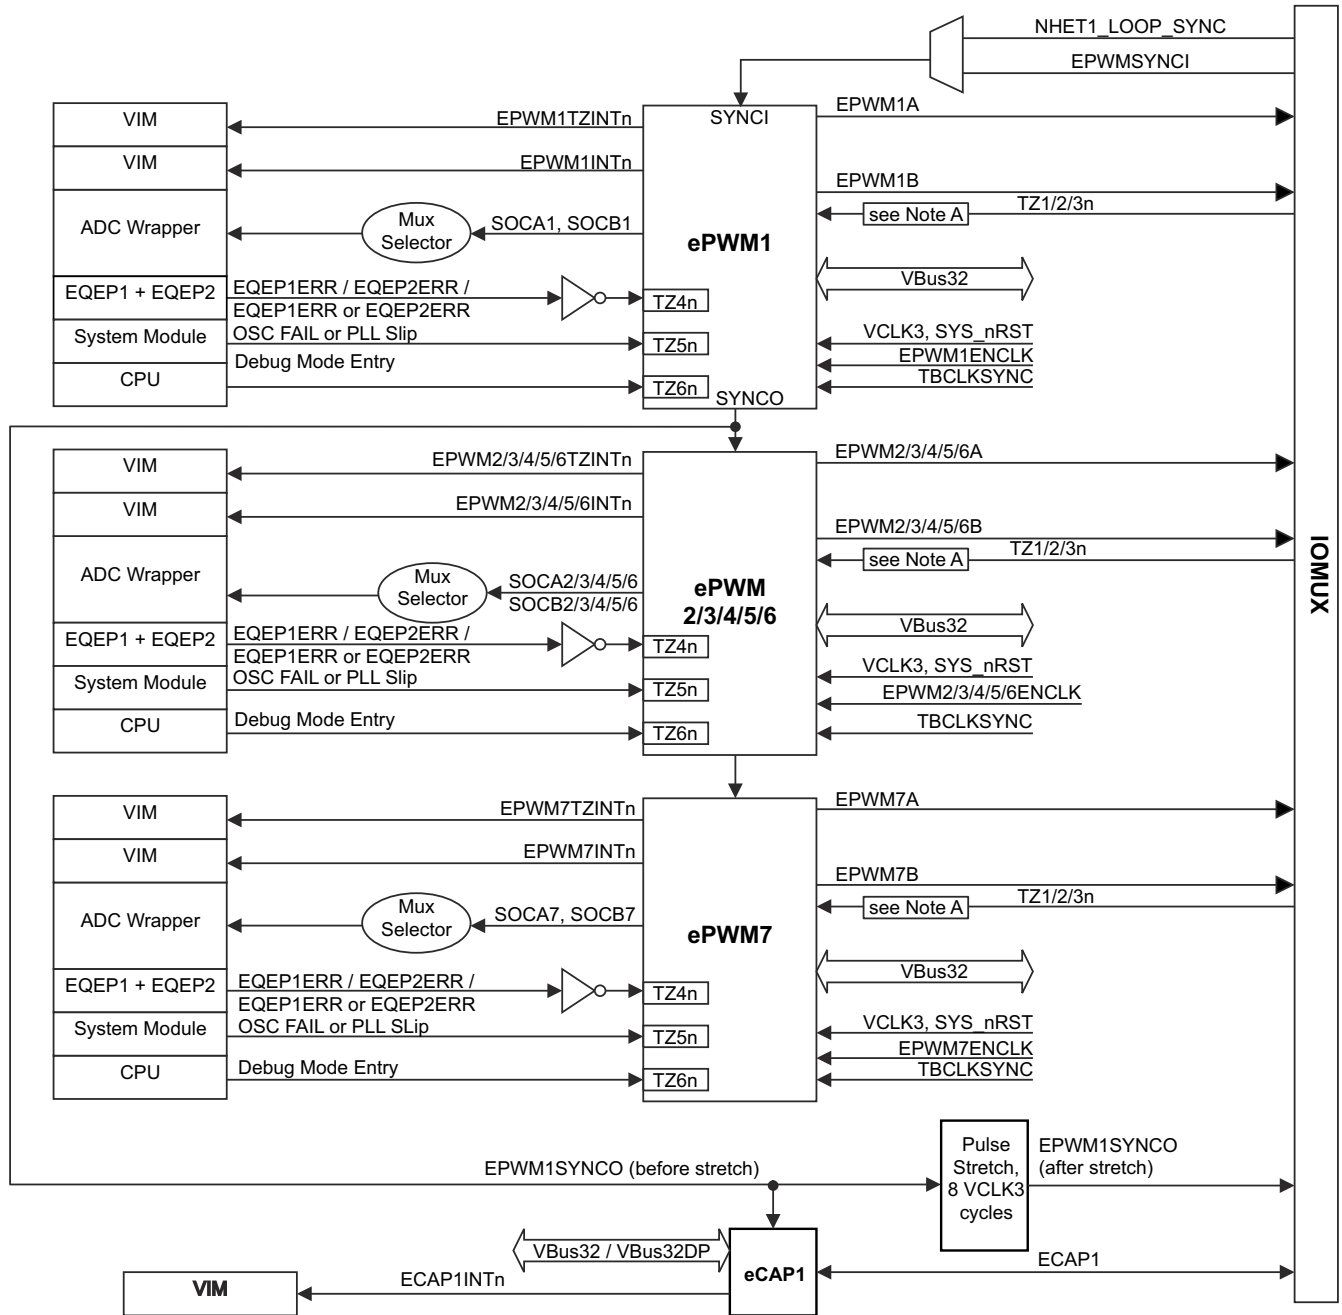 NHET1_LOOP_SYNC
EPWMSYNCI
VIM
EPWM1TZINTn
SYNCI
EPWM1A
VIM
EPWM1INTn
EPWM1B
TZ1/2/3n
see Note A
ADC Wrapper
Mux
Selector
SOCA1, SOCB1
ePWM1
VBus32
EQEP1 + EQEP2
EQEP1ERR / EQEP2ERR /
EQEP1ERR or EQEP2ERR
TZ4n
System Module
OSC FAIL or PLL Slip
TZ5n
VCLK3, SYS_nRST
EPWM1ENCLK
TBCLKSYNC
CPU
Debug Mode Entry
TZ6n
SYNCO
VIM
EPWM2/3/4/5/6TZINTn
EPWM2/3/4/5/6A
VIM
EPWM2/3/4/5/6INTn
EPWM2/3/4/5/6B
TZ1/2/3n
see Note A
IOMUX
ADC Wrapper
Mux
Selector
SOCA2/3/4/5/6
SOCB2/3/4/5/6
ePWM
2/3/4/5/6
VBus32
EQEP1 + EQEP2
EQEP1ERR / EQEP2ERR /
EQEP1ERR or EQEP2ERR
TZ4n
System Module
OSC FAIL or PLL Slip
TZ5n
VCLK3, SYS_nRST
EPWM2/3/4/5/6ENCLK
TBCLKSYNC
CPU
Debug Mode Entry
TZ6n
VIM
EPWM7TZINTn
EPWM7A
VIM
EPWM7INTn
EPWM7B
TZ1/2/3n
see Note A
ADC Wrapper
Mux
Selector
SOCA7, SOCB7
ePWM7
VBus32
EQEP1 + EQEP2
EQEP1ERR / EQEP2ERR /
EQEP1ERR or EQEP2ERR
TZ4n
System Module
OSC FAIL or PLL SLip
TZ5n
VCLK3, SYS_nRST
EPWM7ENCLK
TBCLKSYNC
CPU
Debug Mode Entry
TZ6n
EPWM1SYNCO (before stretch)
Pulse
Stretch,
8 VCLK3
cycles
EPWM1SYNCO
(after stretch)
VBus32 / VBus32DP
eCAP1
ECAP1
VIM
ECAP1INTn